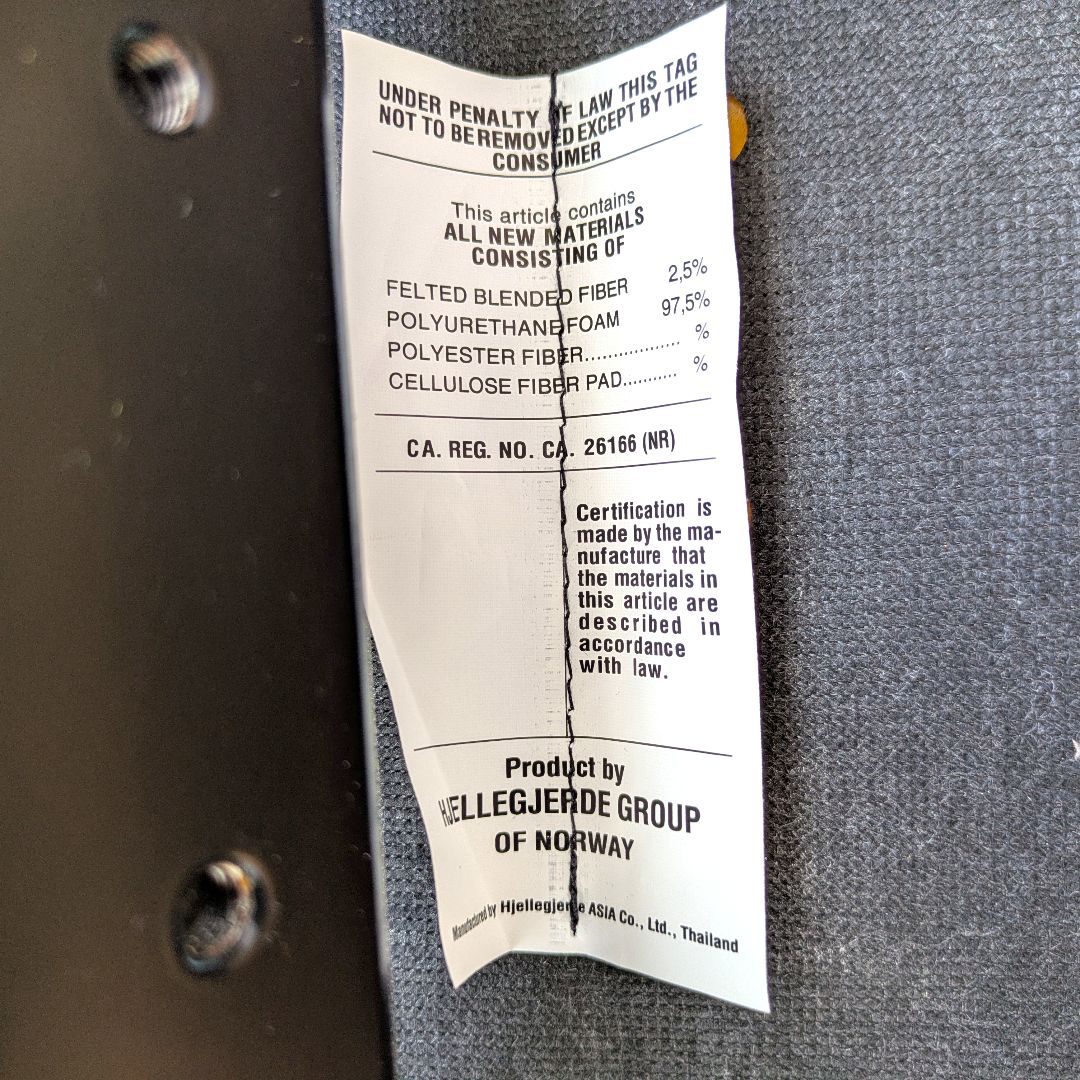 UNDER PENALTY OF LAW THIS TAG
NOT TO BE REMOVED EXCEPT BY THE
CONSUMER
This article contains
ALL NEW MATERIALS
CONSISTING OF
FELTED BLENDED FIBER 2,5%
POLYURETHANE FOAM 97,5%
POLYESTER FIBER.................. %
CELLULOSE FIBER PAD........... %
CA. REG. NO. CA. 26166 (NR)
Certification is
made by the ma-
nufacture that
the materials in
this article are
described in
accordance
with law.
Product by
HJELLEGJERDE GROUP
OF NORWAY
Manufactured by Hjellegjerde ASIA Co., Ltd., Thailand